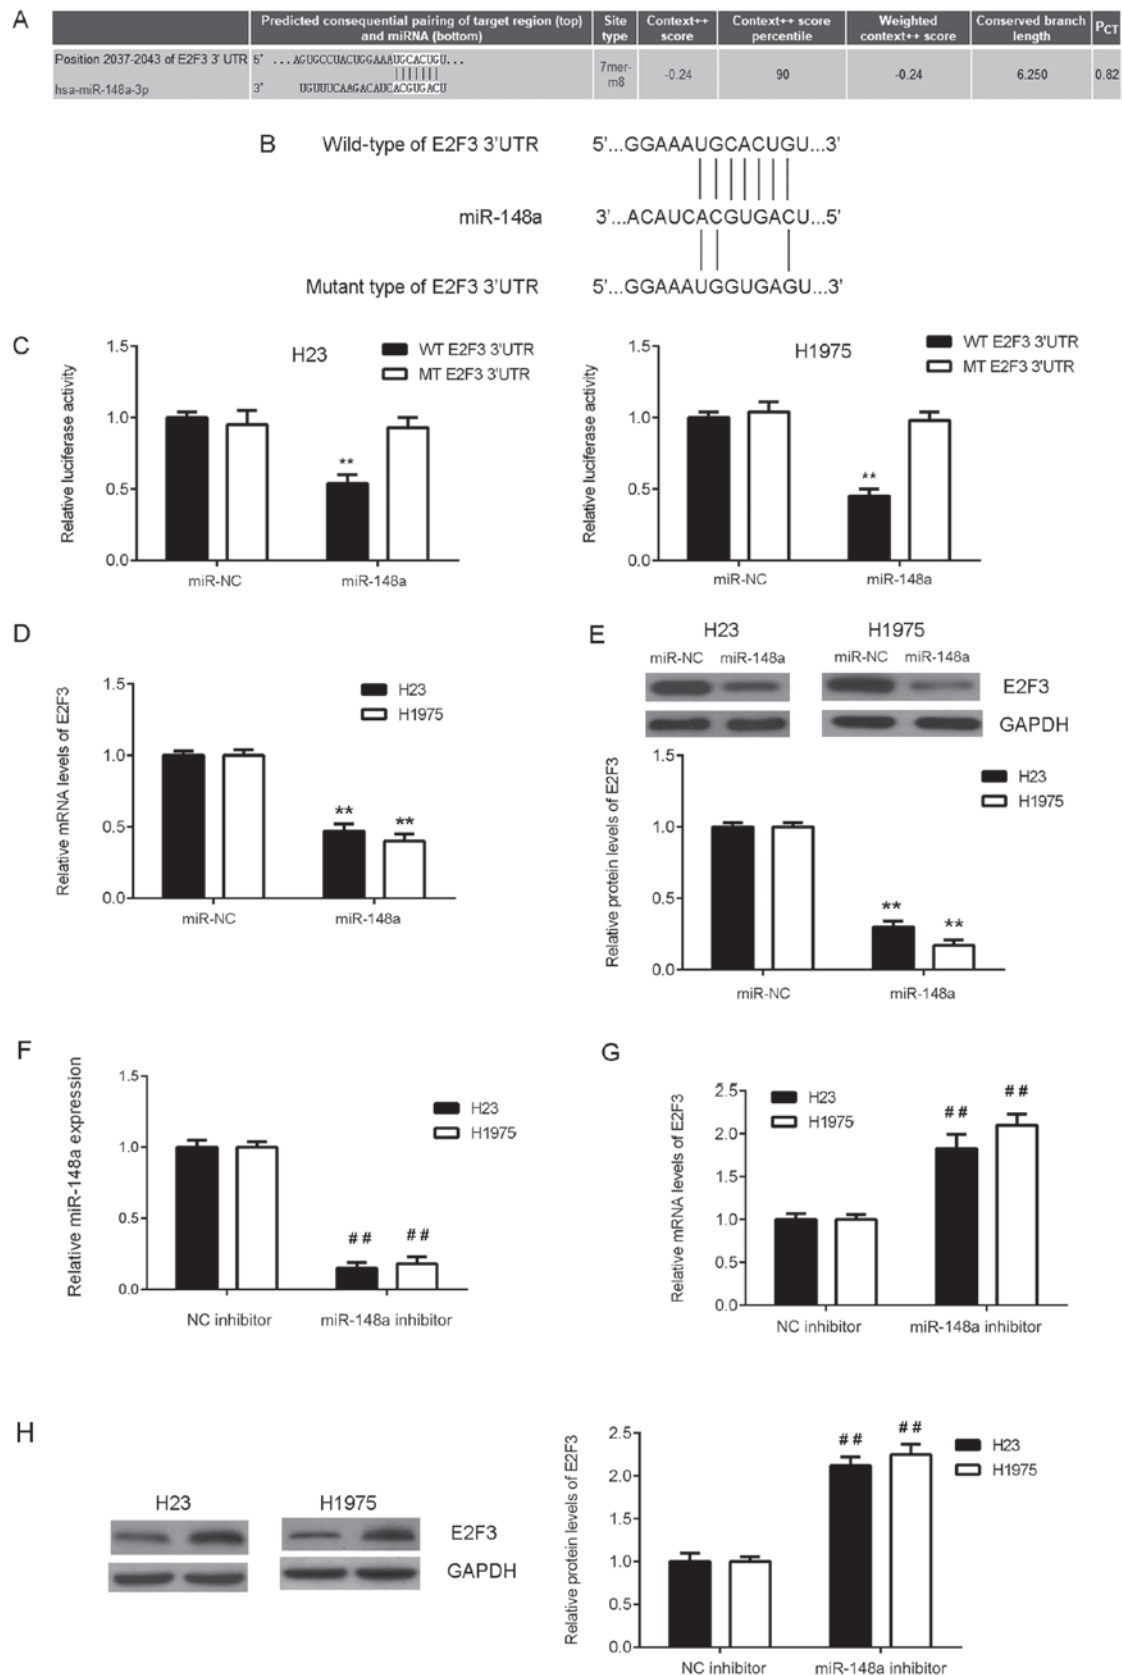 A
Predicted consequential pairing of target region (top) and miRNA (bottom)
Site type
Context++ score
Context++ score percentile
Weighted context++ score
Conserved branch length
PCT
Position 2037-2043 of E2F3 3' UTR 5' ...AGUGCCUACUGGAAAUGCACUGU...
hsa-miR-148a-3p 3' UGUUUCAAGACAUCACGUGACU
7mer-m8
-0.24
90
-0.24
6.250
0.82
B
Wild-type of E2F3 3'UTR 5'...GGAAAUGCACUGU...3'
miR-148a 3'...ACAUCACGUGACU...5'
Mutant type of E2F3 3'UTR 5'...GGAAAUGGUGAGU...3'
C
H23
WT E2F3 3'UTR
MT E2F3 3'UTR
Relative luciferase activity
1.5
1.0
0.5
0.0
**
miR-NC miR-148a
H1975
WT E2F3 3'UTR
MT E2F3 3'UTR
Relative luciferase activity
1.5
1.0
0.5
0.0
**
miR-NC miR-148a
D
Relative mRNA levels of E2F3
1.5
1.0
0.5
0.0
H23
H1975
** **
miR-NC miR-148a
E
H23 H1975
miR-NC miR-148a miR-NC miR-148a
E2F3
GAPDH
Relative protein levels of E2F3
1.5
1.0
0.5
0.0
H23
H1975
** **
miR-NC miR-148a
F
Relative miR-148a expression
1.5
1.0
0.5
0.0
H23
H1975
## ##
NC inhibitor miR-148a inhibitor
G
Relative mRNA levels of E2F3
2.5
2.0
1.5
1.0
0.5
0.0
H23
H1975
## ##
NC inhibitor miR-148a inhibitor
H
H23 H1975
E2F3
GAPDH
Relative protein levels of E2F3
2.5
2.0
1.5
1.0
0.5
0.0
H23
H1975
## ##
NC inhibitor miR-148a inhibitor